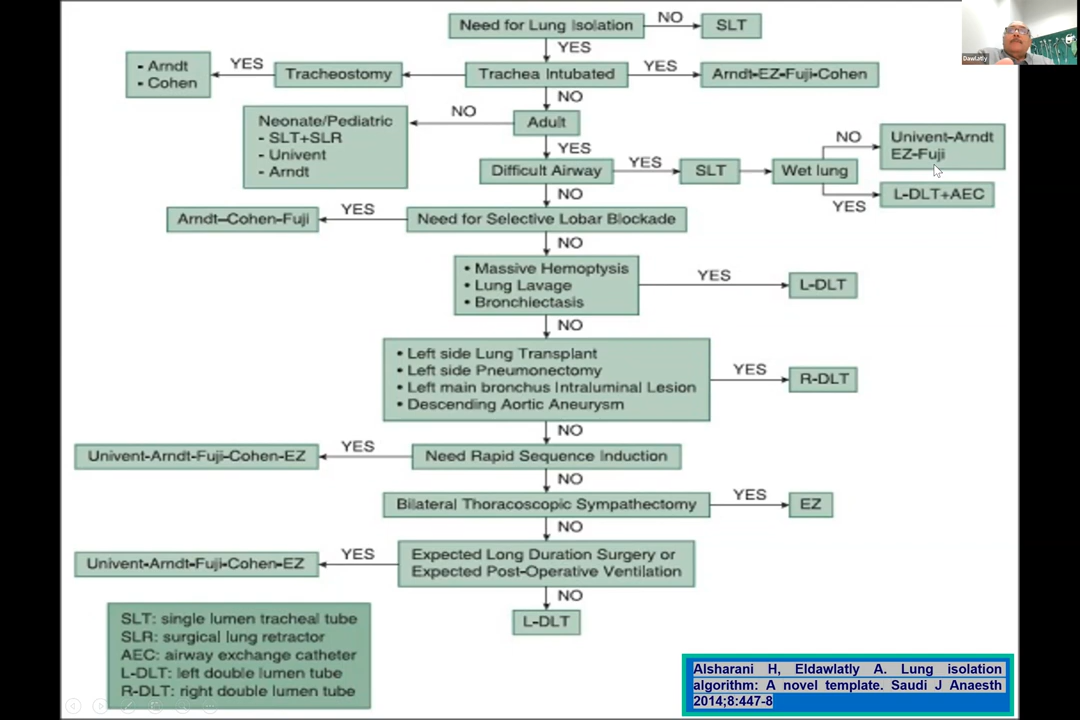 Need for Lung Isolation
NO
SLT
YES
- Arndt
- Cohen
YES
Tracheostomy
Trachea Intubated
YES
Arndt-EZ-Fuji-Cohen
NO
Neonate/Pediatric
- SLT+SLR
- Univent
- Arndt
NO
Adult
YES
Difficult Airway
YES
SLT
Wet lung
NO
Univent-Arndt
EZ-Fuji
YES
L-DLT+AEC
NO
Arndt-Cohen-Fuji
YES
Need for Selective Lobar Blockade
NO
• Massive Hemoptysis
• Lung Lavage
• Bronchiectasis
YES
L-DLT
NO
• Left side Lung Transplant
• Left side Pneumonectomy
• Left main bronchus Intraluminal Lesion
• Descending Aortic Aneurysm
YES
R-DLT
NO
Univent-Arndt-Fuji-Cohen-EZ
YES
Need Rapid Sequence Induction
NO
Bilateral Thoracoscopic Sympathectomy
YES
EZ
NO
Univent-Arndt-Fuji-Cohen-EZ
YES
Expected Long Duration Surgery or
Expected Post-Operative Ventilation
NO
L-DLT
SLT: single lumen tracheal tube
SLR: surgical lung retractor
AEC: airway exchange catheter
L-DLT: left double lumen tube
R-DLT: right double lumen tube
Alsharani H, Eldawlatly A. Lung isolation
algorithm: A novel template. Saudi J Anaesth
2014;8:447-8
Dawlatly